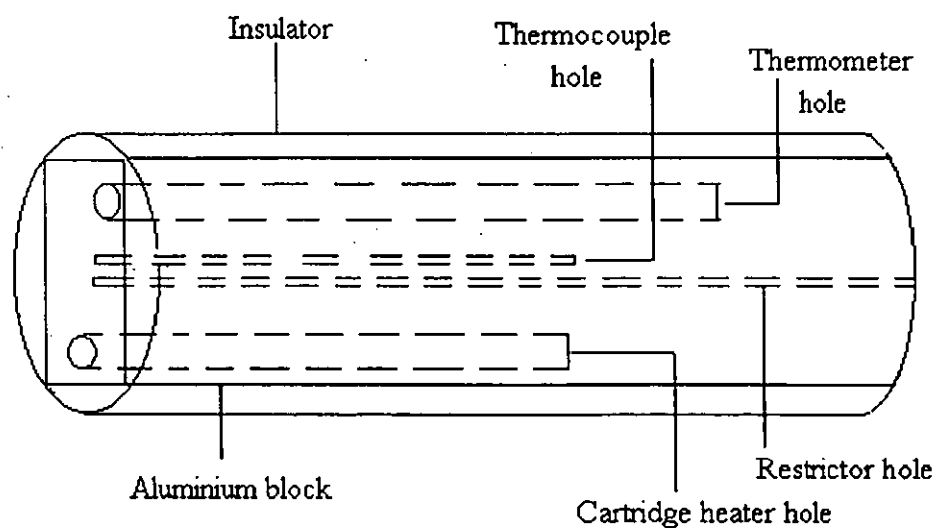 Insulator
Thermocouple
hole
Thermometer
hole
Restrictor hole
Aluminium block
Cartridge heater hole